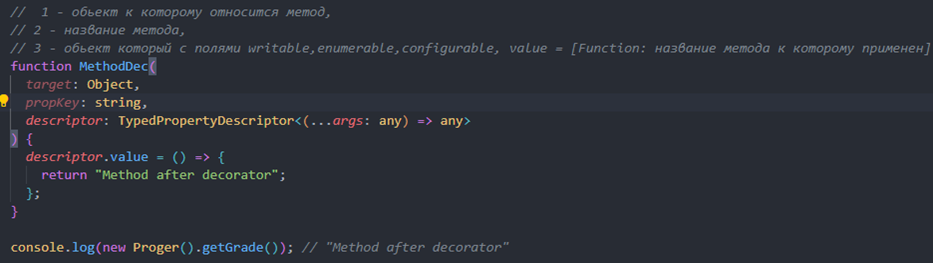 //  1 - обьект к которому относится метод,
// 2 - название метода,
// 3 - обьект который с полями writable,enumerable,configurable, value = [Function: название метода к которому применен]
function MethodDec(
  target: Object,
  propKey: string,
  descriptor: TypedPropertyDescriptor<(...args: any) => any>
) {
  descriptor.value = () => {
    return "Method after decorator";
  };
}
console.log(new Proger().getGrade()); // "Method after decorator"